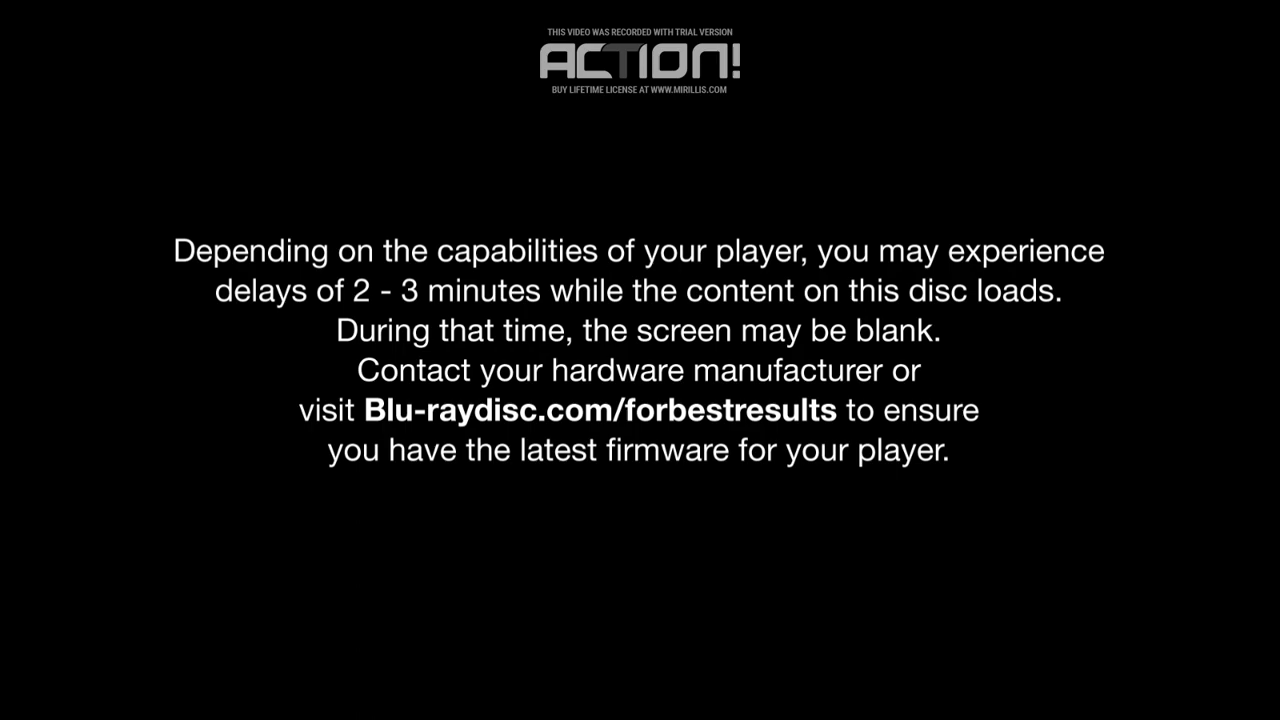 THIS VIDEO WAS RECORDED WITH TRIAL VERSION
ACTION!
BUY LIFETIME LICENSE AT WWW.MIRILLIS.COM
Depending on the capabilities of your player, you may experience
delays of 2 - 3 minutes while the content on this disc loads.
During that time, the screen may be blank.
Contact your hardware manufacturer or
visit Blu-raydisc.com/forbestresults to ensure
you have the latest firmware for your player.